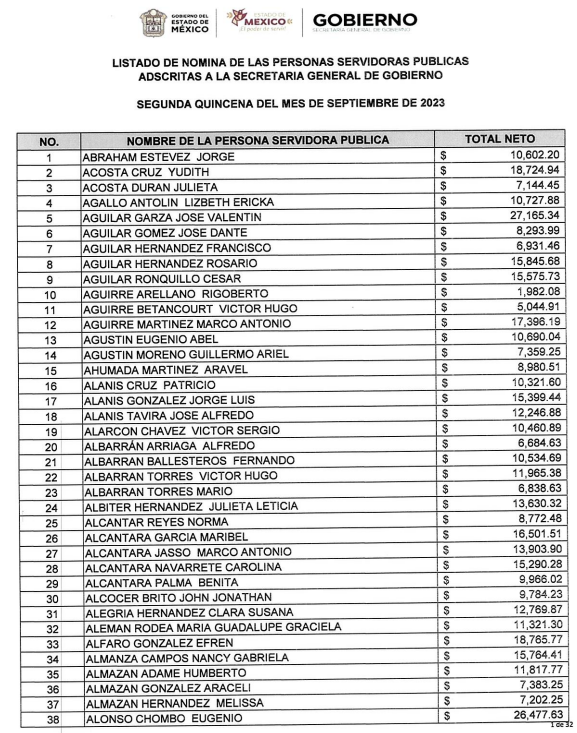 GOBIERNO DEL
ESTADO DE
MÉXICO
ESTADO DE
MÉXICO
¡El poder de servir!
GOBIERNO
SECRETARÍA GENERAL DE GOBIERNO
LISTADO DE NOMINA DE LAS PERSONAS SERVIDORAS PUBLICAS
ADSCRITAS A LA SECRETARIA GENERAL DE GOBIERNO
SEGUNDA QUINCENA DEL MES DE SEPTIEMBRE DE 2023
NO. NOMBRE DE LA PERSONA SERVIDORA PUBLICA TOTAL NETO
1 ABRAHAM ESTEVEZ JORGE $ 10,602.20
2 ACOSTA CRUZ YUDITH $ 18,724.94
3 ACOSTA DURAN JULIETA $ 7,144.45
4 AGALLO ANTOLIN LIZBETH ERICKA $ 10,727.88
5 AGUILAR GARZA JOSE VALENTIN $ 27,165.34
6 AGUILAR GOMEZ JOSE DANTE $ 8,293.99
7 AGUILAR HERNANDEZ FRANCISCO $ 6,931.46
8 AGUILAR HERNANDEZ ROSARIO $ 15,845.68
9 AGUILAR RONQUILLO CESAR $ 15,575.73
10 AGUIRRE ARELLANO RIGOBERTO $ 1,982.08
11 AGUIRRE BETANCOURT VICTOR HUGO $ 5,044.91
12 AGUIRRE MARTINEZ MARCO ANTONIO $ 17,396.19
13 AGUSTIN EUGENIO ABEL $ 10,690.04
14 AGUSTIN MORENO GUILLERMO ARIEL $ 7,359.25
15 AHUMADA MARTINEZ ARAVEL $ 8,980.51
16 ALANIS CRUZ PATRICIO $ 10,321.60
17 ALANIS GONZALEZ JORGE LUIS $ 15,399.44
18 ALANIS TAVIRA JOSE ALFREDO $ 12,246.88
19 ALARCON CHAVEZ VICTOR SERGIO $ 10,460.89
20 ALBARRÁN ARRIAGA ALFREDO $ 6,684.63
21 ALBARRAN BALLESTEROS FERNANDO $ 10,534.69
22 ALBARRAN TORRES VICTOR HUGO $ 11,965.38
23 ALBARRAN TORRES MARIO $ 6,838.63
24 ALBITER HERNANDEZ JULIETA LETICIA $ 13,630.32
25 ALCANTAR REYES NORMA $ 8,772.48
26 ALCANTARA GARCIA MARIBEL $ 16,501.51
27 ALCANTARA JASSO MARCO ANTONIO $ 13,903.90
28 ALCANTARA NAVARRETE CAROLINA $ 15,290.28
29 ALCANTARA PALMA BENITA $ 9,966.02
30 ALCOCER BRITO JOHN JONATHAN $ 9,784.23
31 ALEGRIA HERNANDEZ CLARA SUSANA $ 12,769.87
32 ALEMAN RODEA MARIA GUADALUPE GRACIELA $ 11,321.30
33 ALFARO GONZALEZ EFREN $ 18,765.77
34 ALMANZA CAMPOS NANCY GABRIELA $ 15,764.41
35 ALMAZAN ADAME HUMBERTO $ 11,817.77
36 ALMAZAN GONZALEZ ARACELI $ 7,383.25
37 ALMAZAN HERNANDEZ MELISSA $ 7,202.25
38 ALONSO CHOMBO EUGENIO $ 26,477.63
1 de 32